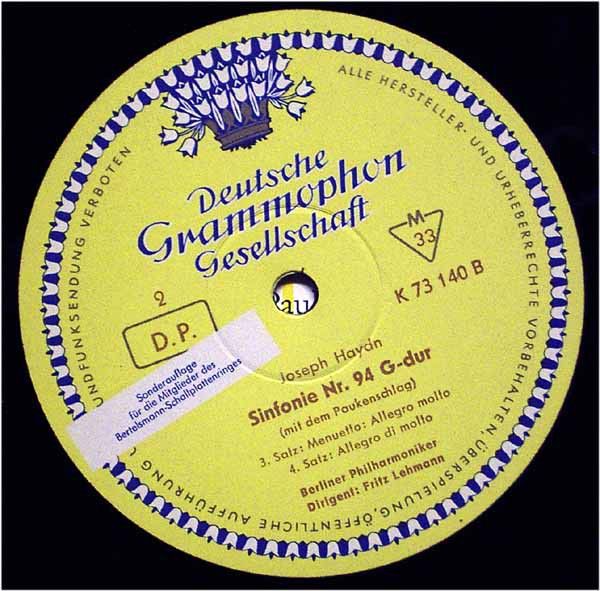 ALLE HERSTELLER- UND URHEBERRECHTE VORBEHALTEN, ÜBERSPIELUNG, ÖFFENTLICHE AUFFÜHRUNG
UNDFUNKSENDUNG VERBOTEN
Deutsche
Grammophon
Gesellschaft
M
33
K 73 140 B
2
D.P.
Pau
Sonderauflage
für die Mitglieder des
Bertelsmann-Schallplattenringes
Joseph Haydn
Sinfonie Nr. 94 G-dur
(mit dem Paukenschlag)
3. Satz: Menuetto: Allegro molto
4. Satz: Allegro di molto
Berliner Philharmoniker
Dirigent: Fritz Lehmann